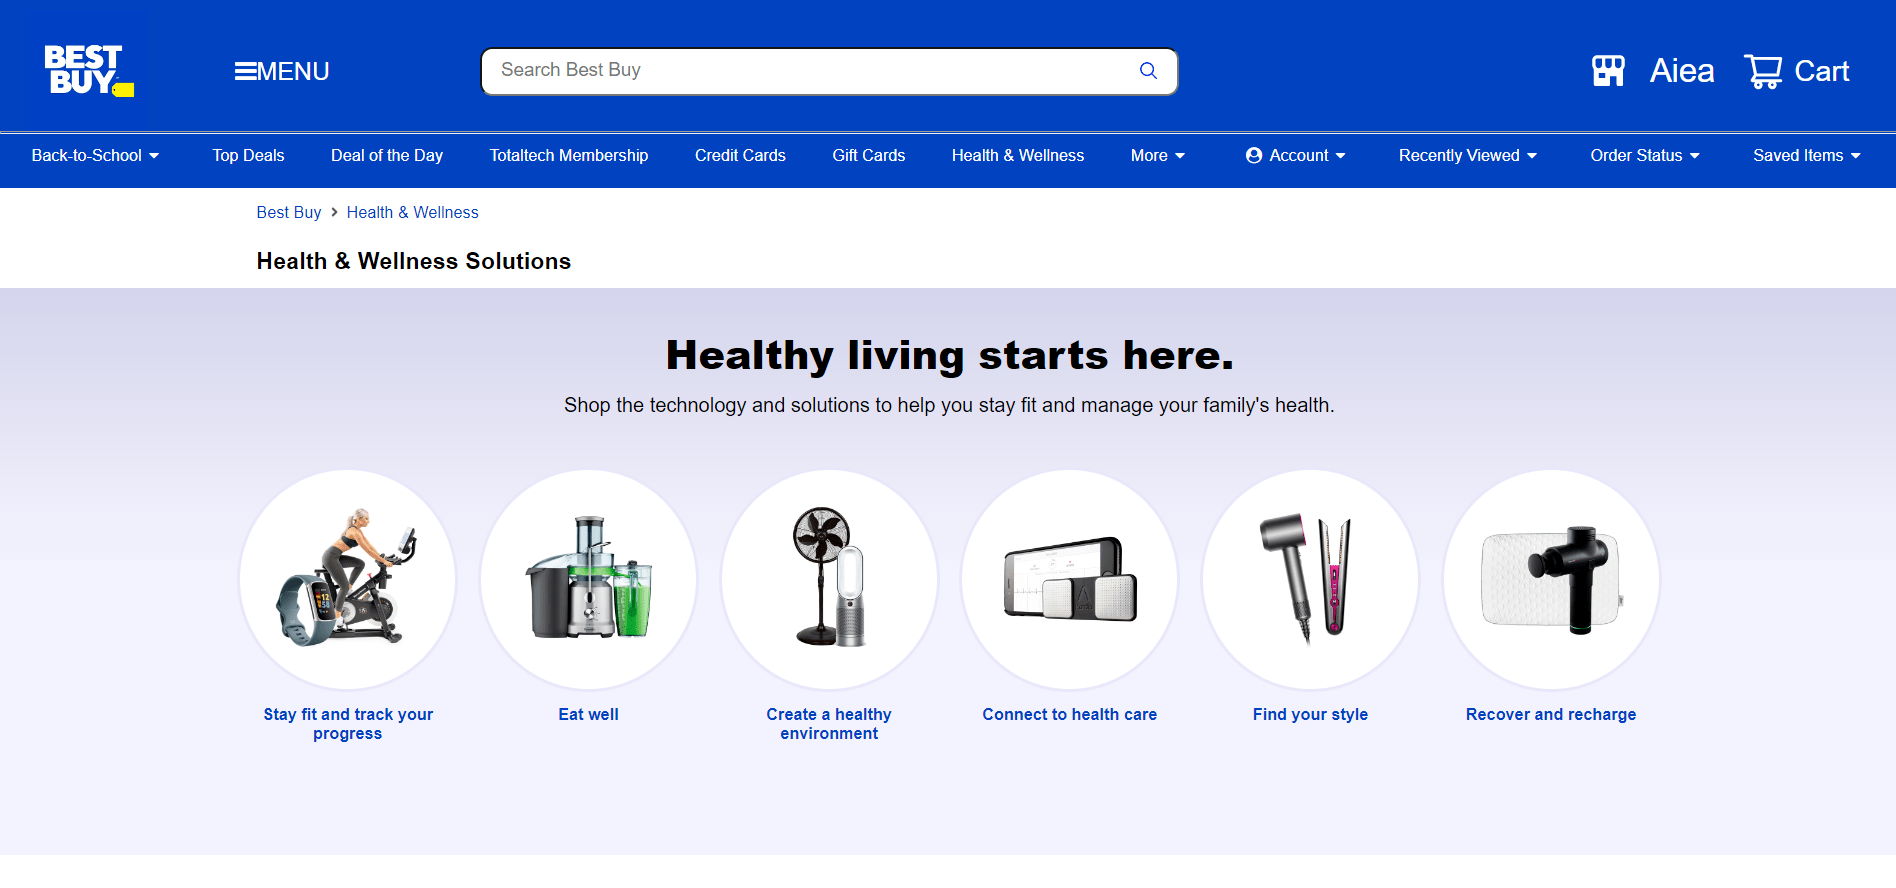 BEST
BUY
MENU
Search Best Buy
Aiea
Cart
Back-to-School
Top Deals
Deal of the Day
Totaltech Membership
Credit Cards
Gift Cards
Health & Wellness
More
Account
Recently Viewed
Order Status
Saved Items
Best Buy > Health & Wellness
Health & Wellness Solutions
Healthy living starts here.
Shop the technology and solutions to help you stay fit and manage your family's health.
Stay fit and track your
progress
Eat well
Create a healthy
environment
Connect to health care
Find your style
Recover and recharge